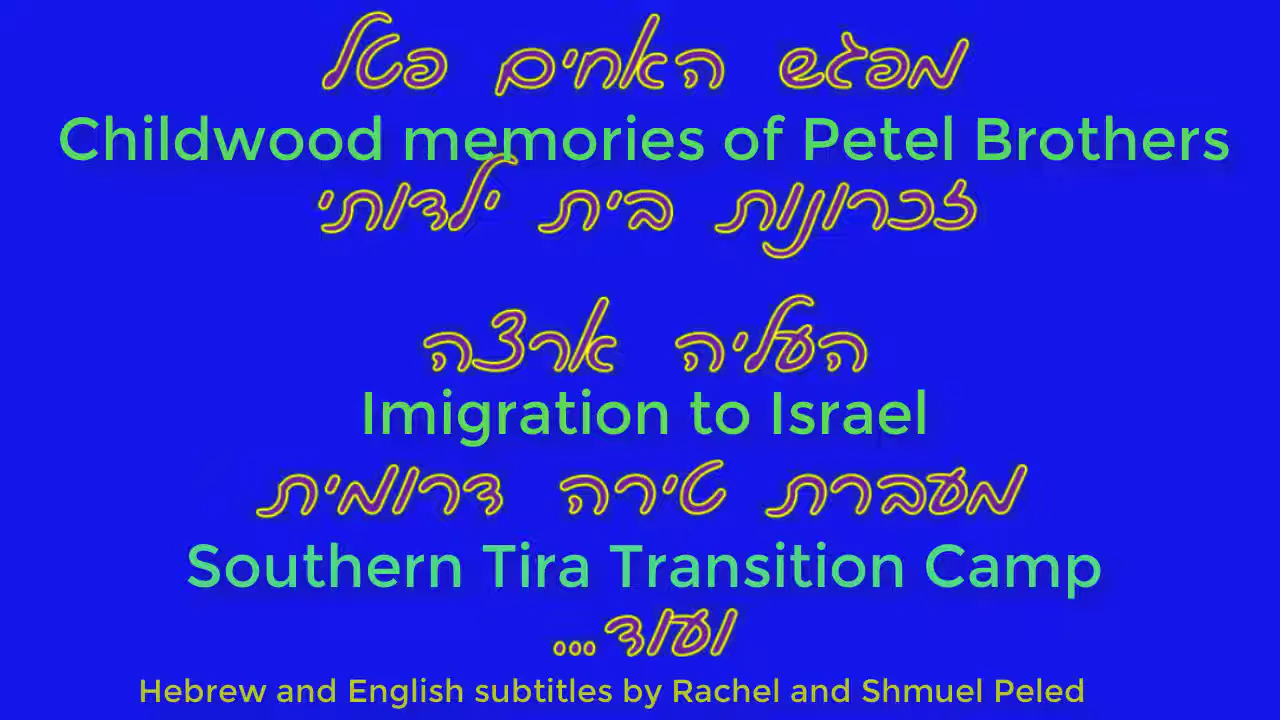 מפגש האחים פטל
Childwood memories of Petel Brothers
זכרונות בית ילדותי
העליה ארצה
Imigration to Israel
מעברת טירה דרומית
Southern Tira Transition Camp
ועוד...
Hebrew and English subtitles by Rachel and Shmuel Peled